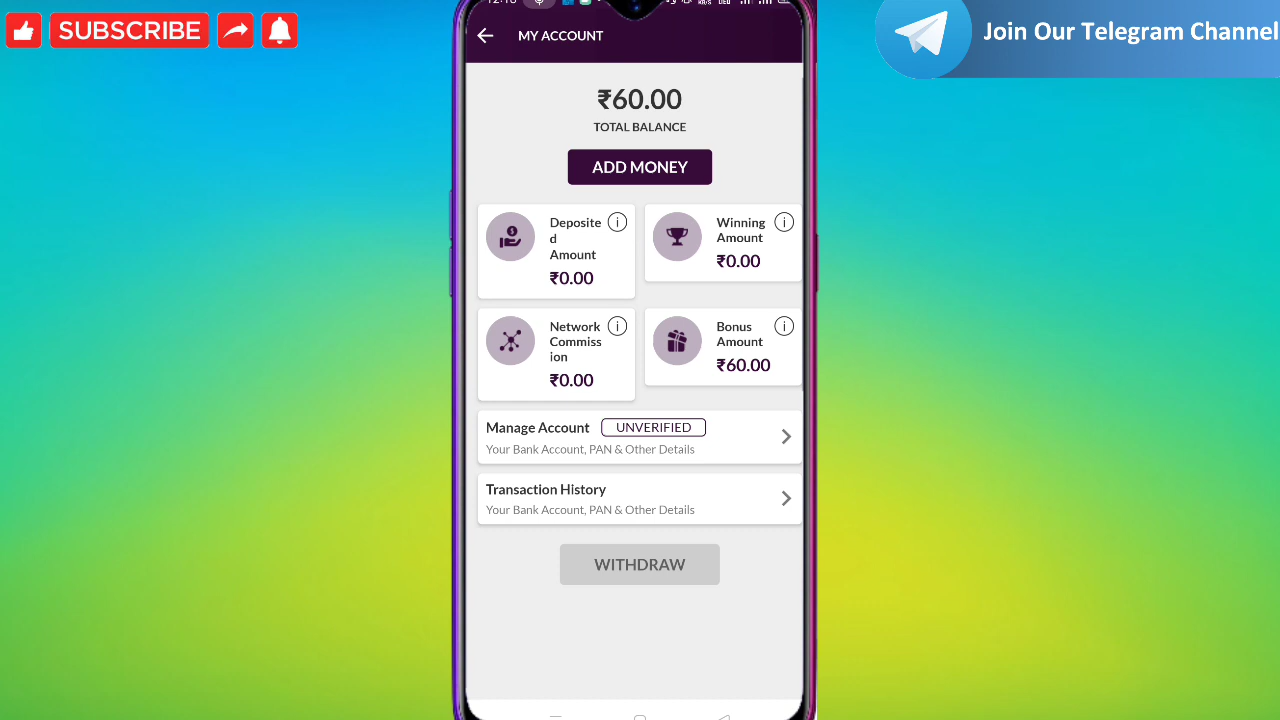 SUBSCRIBE
Join Our Telegram Channel
MY ACCOUNT
₹60.00
TOTAL BALANCE
ADD MONEY
Deposite
d
Amount
₹0.00
Winning
Amount
₹0.00
Network
Commiss
ion
₹0.00
Bonus
Amount
₹60.00
Manage Account UNVERIFIED
Your Bank Account, PAN & Other Details
Transaction History
Your Bank Account, PAN & Other Details
WITHDRAW